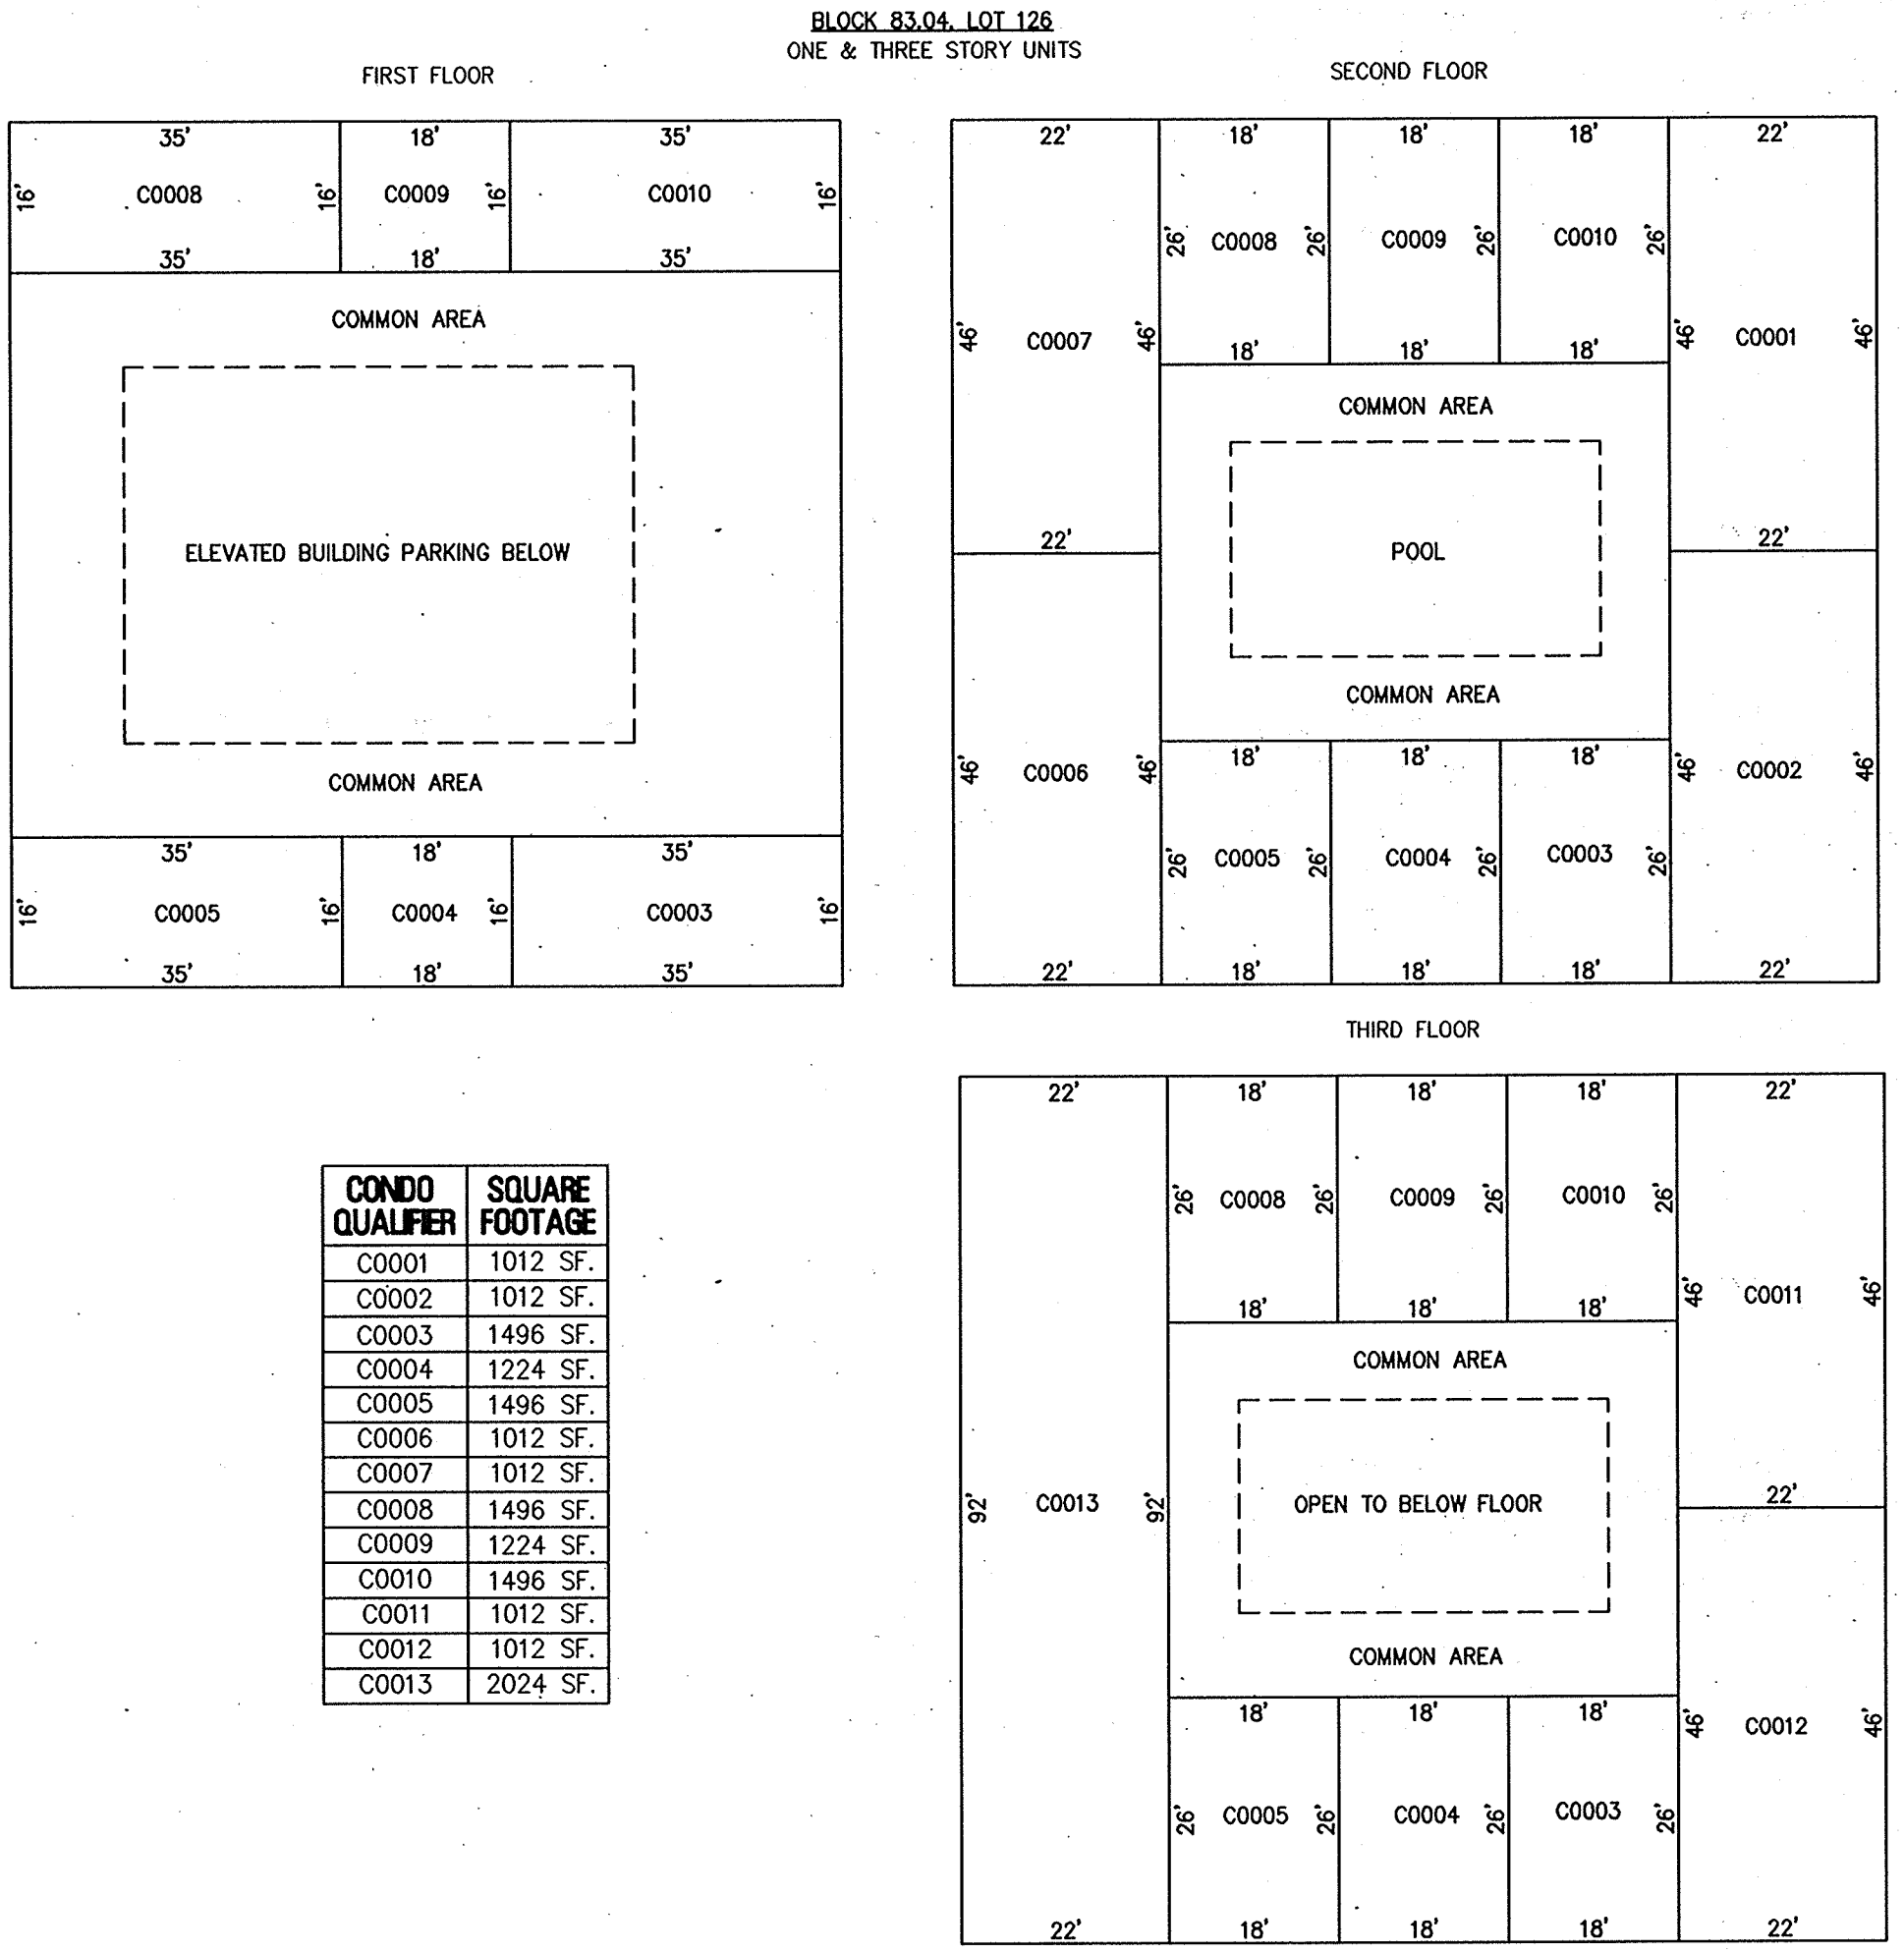 BLOCK 83.04, LOT 126
ONE & THREE STORY UNITS
FIRST FLOOR
35' 18' 35'
16' C0008 16' C0009 16' C0010 16'
35' 18' 35'
COMMON AREA
ELEVATED BUILDING PARKING BELOW
COMMON AREA
35' 18' 35'
16' C0005 16' C0004 16' C0003 16'
35' 18' 35'
SECOND FLOOR
22' 18' 18' 18' 22'
26' C0008 26' C0009 26' C0010 26'
46' C0007 46' 18' 18' 18' 46' C0001 46'
COMMON AREA
22' POOL 22'
COMMON AREA
46' C0006 46' 18' 18' 18' 46' C0002 46'
26' C0005 26' C0004 26' C0003 26'
22' 18' 18' 18' 22'
THIRD FLOOR
22' 18' 18' 18' 22'
26' C0008 26' C0009 26' C0010 26'
18' 18' 18' 46' C0011 46'
COMMON AREA
92' C0013 92' OPEN TO BELOW FLOOR 22'
COMMON AREA
18' 18' 18' 46' C0012 46'
26' C0005 26' C0004 26' C0003 26'
22' 18' 18' 18' 22'
CONDO QUALIFIER SQUARE FOOTAGE
C0001 1012 SF.
C0002 1012 SF.
C0003 1496 SF.
C0004 1224 SF.
C0005 1496 SF.
C0006 1012 SF.
C0007 1012 SF.
C0008 1496 SF.
C0009 1224 SF.
C0010 1496 SF.
C0011 1012 SF.
C0012 1012 SF.
C0013 2024 SF.